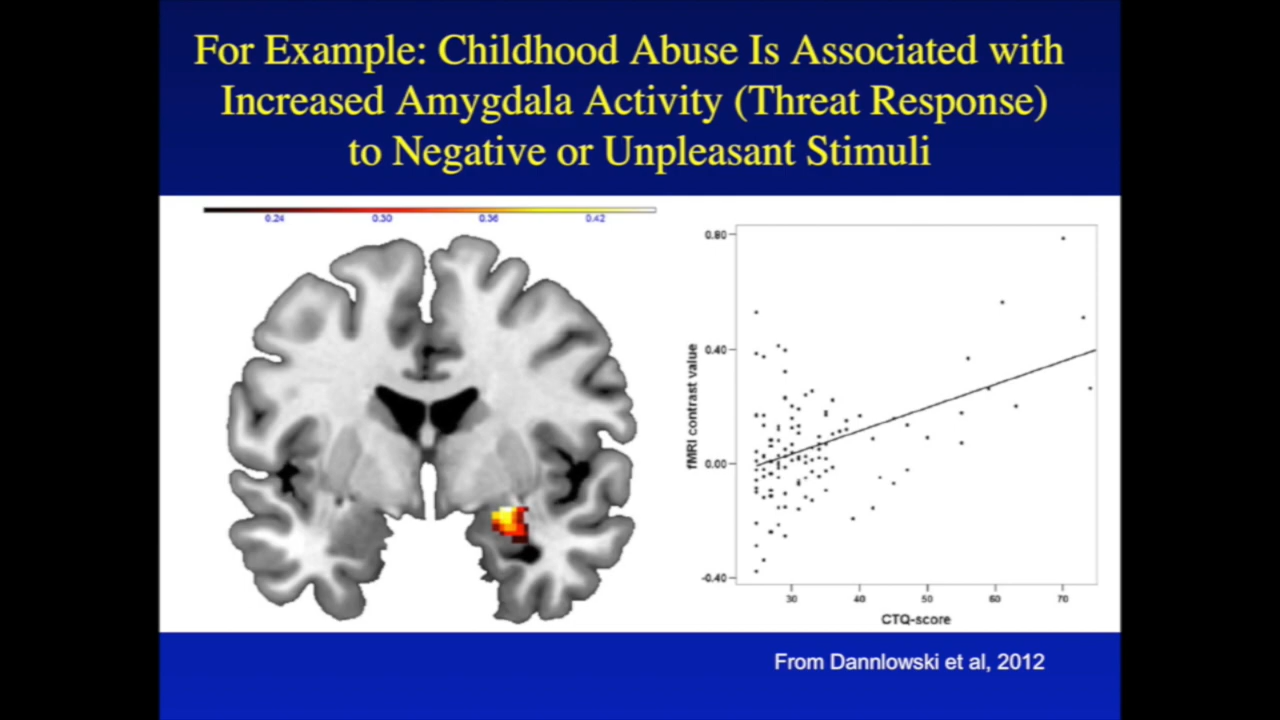 For Example: Childhood Abuse Is Associated with
Increased Amygdala Activity (Threat Response)
to Negative or Unpleasant Stimuli
0.24 0.30 0.36 0.42
0.80
0.40
0.00
-0.40
fMRI contrast value
30 40 50 60 70
CTQ-score
From Dannlowski et al, 2012